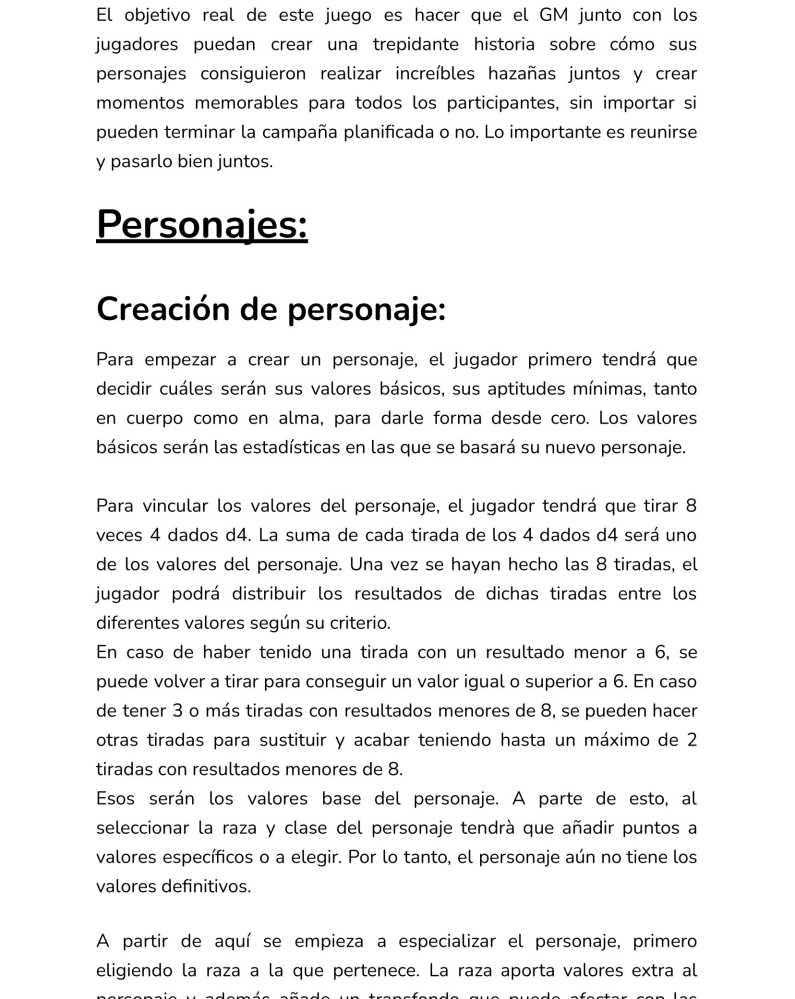 El objetivo real de este juego es hacer que el GM junto con los
jugadores puedan crear una trepidante historia sobre cómo sus
personajes consiguieron realizar increíbles hazañas juntos y crear
momentos memorables para todos los participantes, sin importar si
pueden terminar la campaña planificada o no. Lo importante es reunirse
y pasarlo bien juntos.
Personajes:
Creación de personaje:
Para empezar a crear un personaje, el jugador primero tendrá que
decidir cuáles serán sus valores básicos, sus aptitudes mínimas, tanto
en cuerpo como en alma, para darle forma desde cero. Los valores
básicos serán las estadísticas en las que se basará su nuevo personaje.
Para vincular los valores del personaje, el jugador tendrá que tirar 8
veces 4 dados d4. La suma de cada tirada de los 4 dados d4 será uno
de los valores del personaje. Una vez se hayan hecho las 8 tiradas, el
jugador podrá distribuir los resultados de dichas tiradas entre los
diferentes valores según su criterio.
En caso de haber tenido una tirada con un resultado menor a 6, se
puede volver a tirar para conseguir un valor igual o superior a 6. En caso
de tener 3 o más tiradas con resultados menores de 8, se pueden hacer
otras tiradas para sustituir y acabar teniendo hasta un máximo de 2
tiradas con resultados menores de 8.
Esos serán los valores base del personaje. A parte de esto, al
seleccionar la raza y clase del personaje tendrà que añadir puntos a
valores específicos o a elegir. Por lo tanto, el personaje aún no tiene los
valores definitivos.
A partir de aquí se empieza a especializar el personaje, primero
eligiendo la raza a la que pertenece. La raza aporta valores extra al
personaje y además añade un transfondo que puede afectar con las